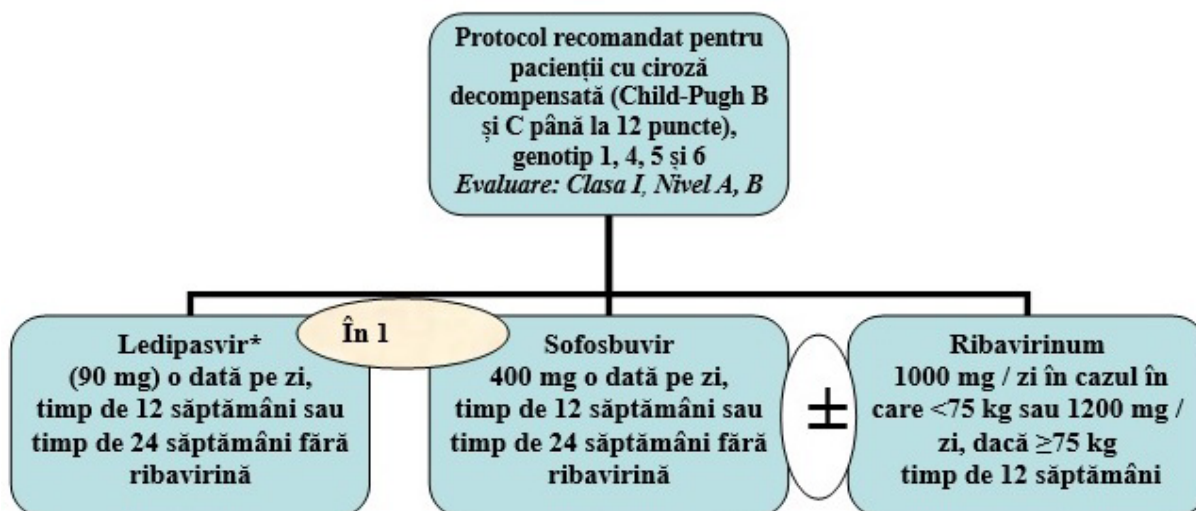 Protocol recomandat pentru
pacienții cu ciroză
decompensată (Child-Pugh B
și C până la 12 puncte),
genotip 1, 4, 5 și 6
Evaluare: Clasa I, Nivel A, B
Ledipasvir*
(90 mg) o dată pe zi,
timp de 12 săptămâni sau
timp de 24 săptămâni fără
ribavirină
În 1
Sofosbuvir
400 mg o dată pe zi,
timp de 12 săptămâni sau
timp de 24 săptămâni fără
ribavirină
±
Ribavirinum
1000 mg / zi în cazul în
care <75 kg sau 1200 mg /
zi, dacă ≥75 kg
timp de 12 săptămâni